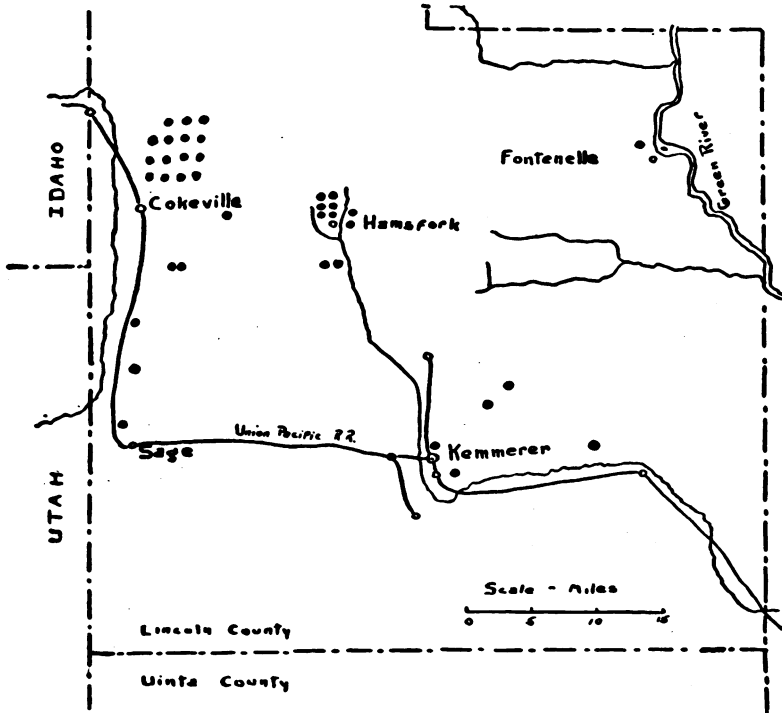 IDAHO
Cokeville
Fontenelle
Green River
Hamsfork
Union Pacific R.R.
Sage
Kemmerer
UTAH
Scale - Miles
0 5 10 15
Lincoln County
Uinta County